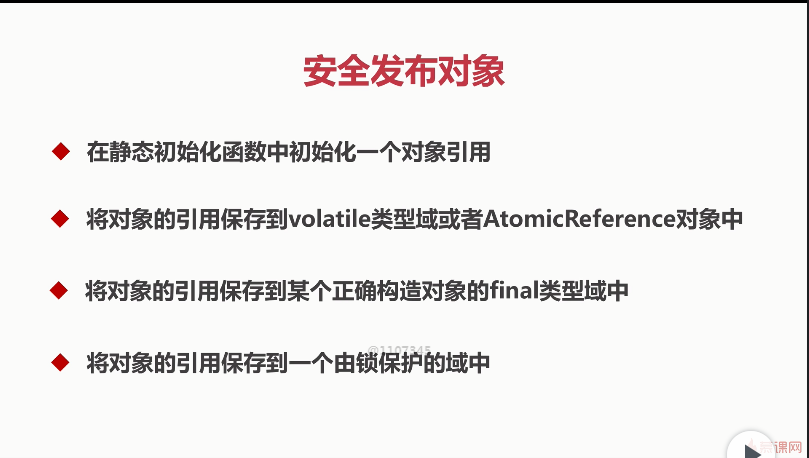 安全发布对象
在静态初始化函数中初始化一个对象引用
将对象的引用保存到volatile类型域或者AtomicReference对象中
将对象的引用保存到某个正确构造对象的final类型域中
@1107345
将对象的引用保存到一个由锁保护的域中
慕课网